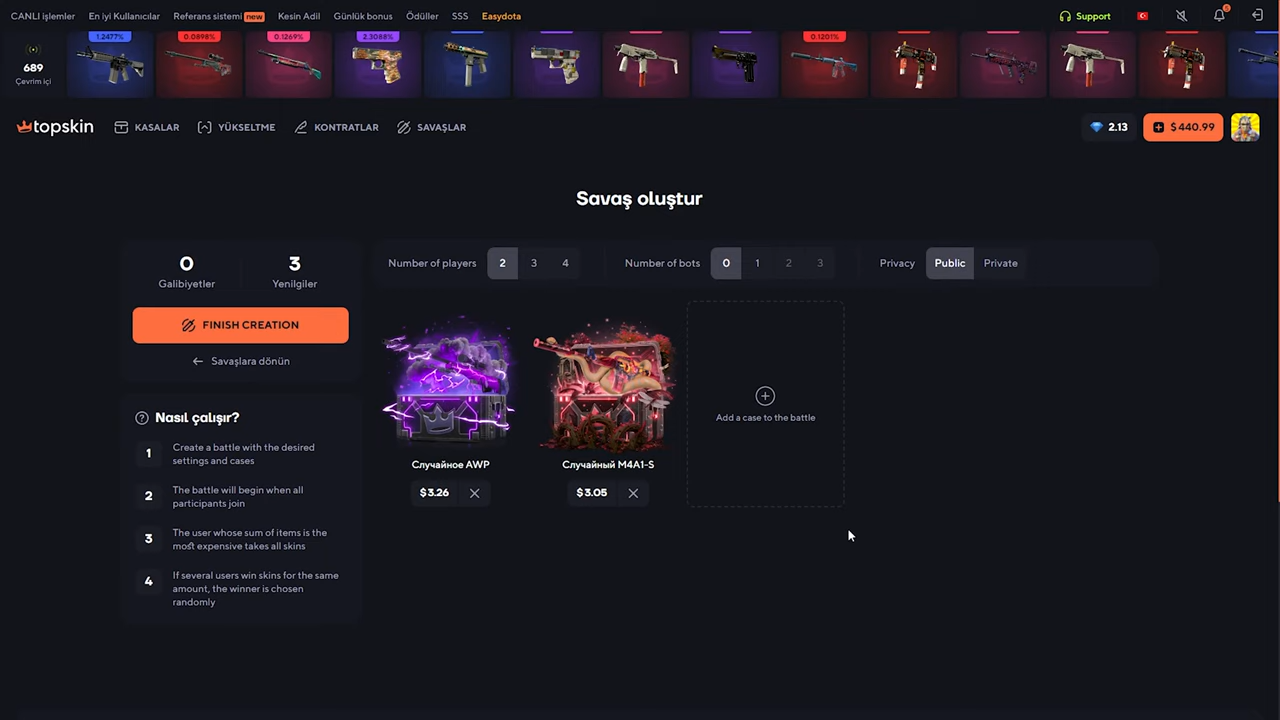 CANLI işlemler En iyi Kullanıcılar Referans sistemi new Kesin Adil Günlük bonus Ödüller SSS Easydota Support 5
689
Çevrim içi
1.2477% 0.0898% 0.1269% 2.3088% 0.1201%
topskin KASALAR YÜKSELTME KONTRATLAR SAVAŞLAR 2.13 $ 440.99
Savaş oluştur
0 3
Galibiyetler Yenilgiler
FINISH CREATION
Savaşlara dönün
Number of players 2 3 4 Number of bots 0 1 2 3 Privacy Public Private
Случайное AWP Случайный M4A1-S
$3.26 $3.05
Add a case to the battle
Nasıl çalışır?
1 Create a battle with the desired
settings and cases
2 The battle will begin when all
participants join
3 The user whose sum of items is the
most expensive takes all skins
4 If several users win skins for the same
amount, the winner is chosen
randomly